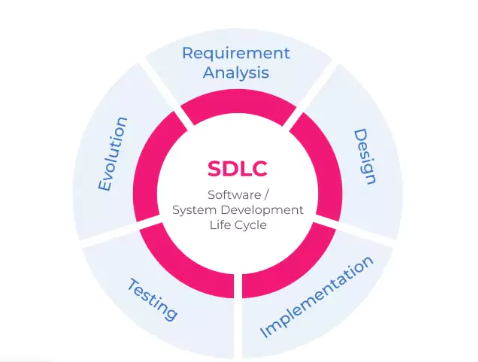 Requirement
Analysis
Design
Implementation
Testing
Evolution
SDLC
Software /
System Development
Life Cycle